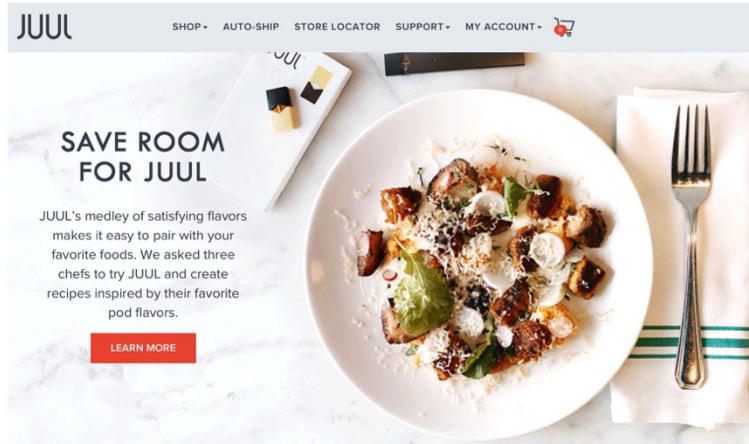 JUUL
SHOP AUTO-SHIP STORE LOCATOR SUPPORT MY ACCOUNT 0
JUUL
SAVE ROOM
FOR JUUL
JUUL's medley of satisfying flavors
makes it easy to pair with your
favorite foods. We asked three
chefs to try JUUL and create
recipes inspired by their favorite
pod flavors.
LEARN MORE